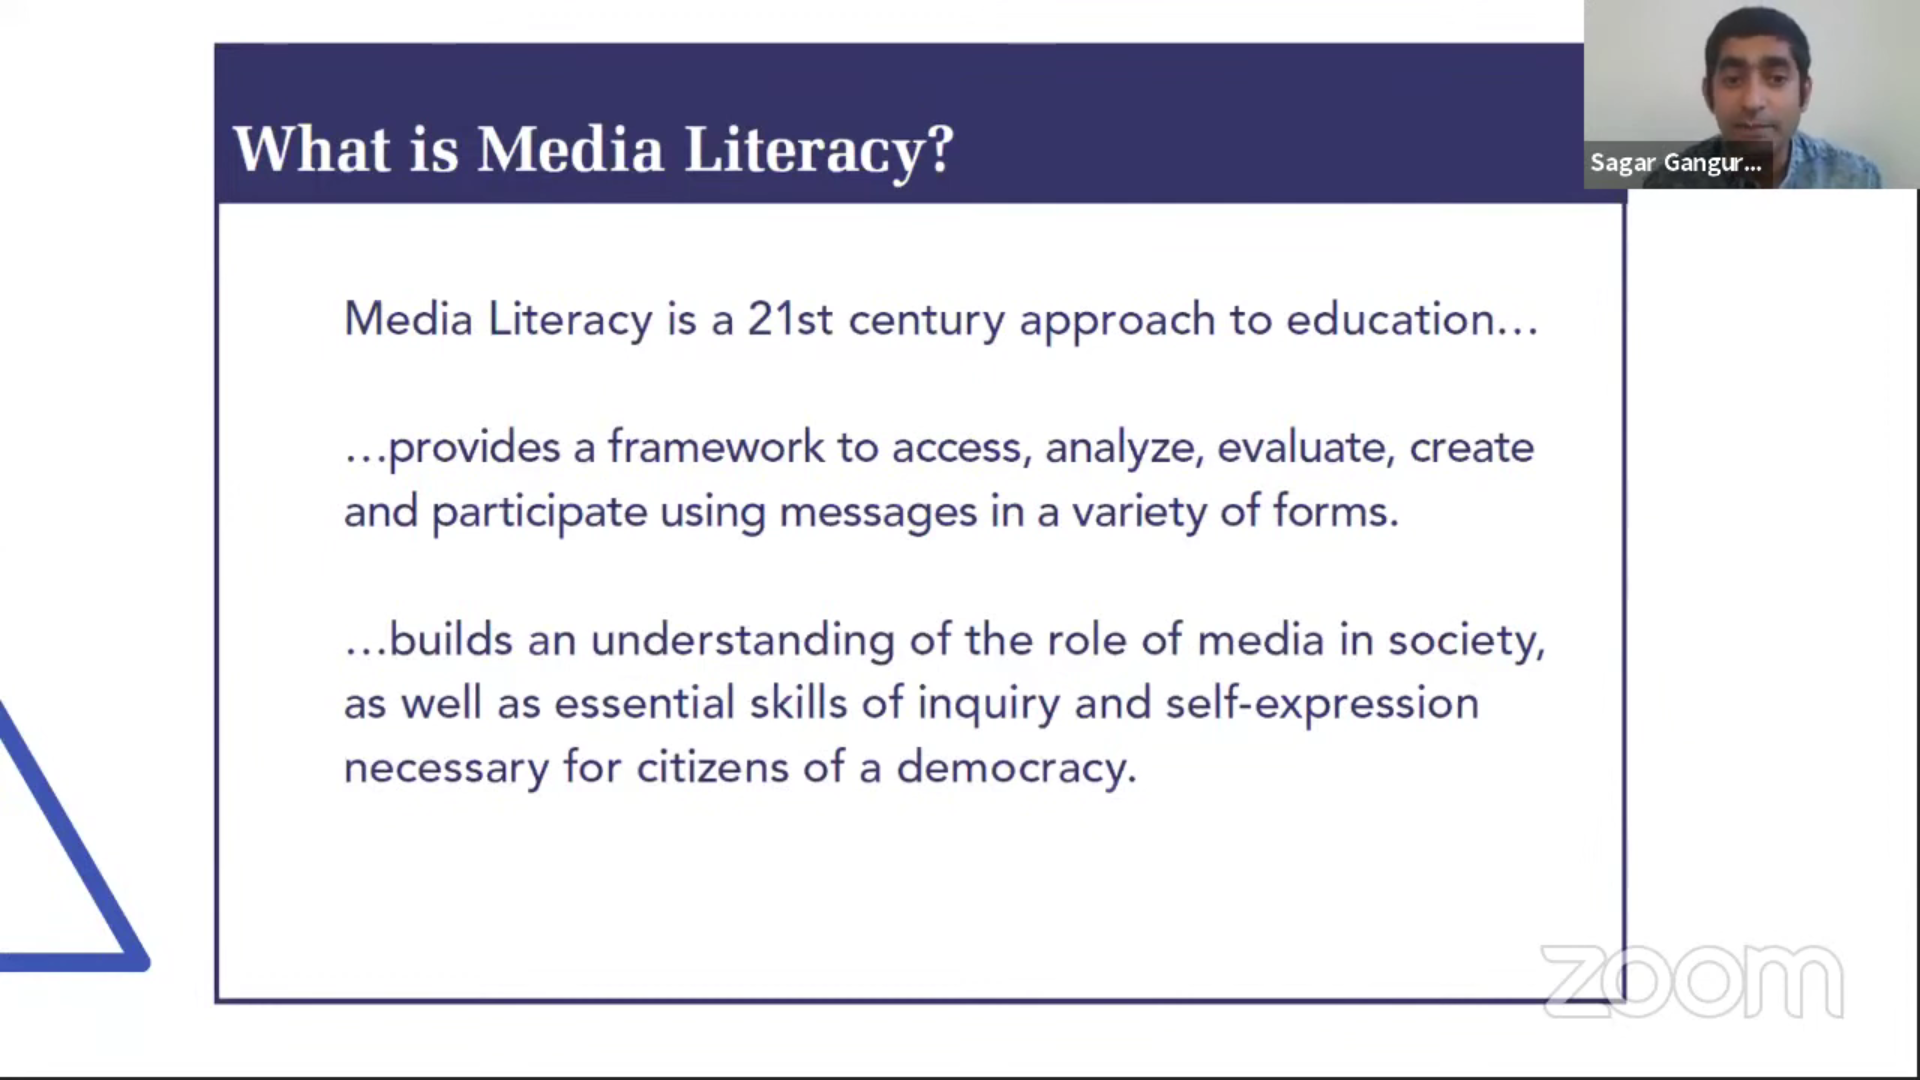 What is Media Literacy?
Sagar Gangur...
Media Literacy is a 21st century approach to education...
...provides a framework to access, analyze, evaluate, create
and participate using messages in a variety of forms.
...builds an understanding of the role of media in society,
as well as essential skills of inquiry and self-expression
necessary for citizens of a democracy.
zoom